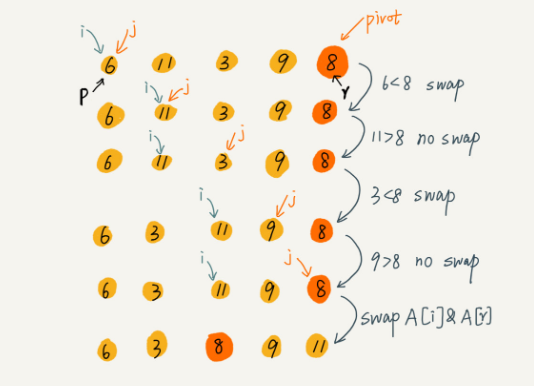 pivot
i j
6 11 3 9 8
p r
6<8 swap
i j
6 11 3 9 8
11>8 no swap
i j
6 11 3 9 8
3<8 swap
i j
6 3 11 9 8
9>8 no swap
i j
6 3 11 9 8
swap A[i]&A[r]
6 3 8 9 11